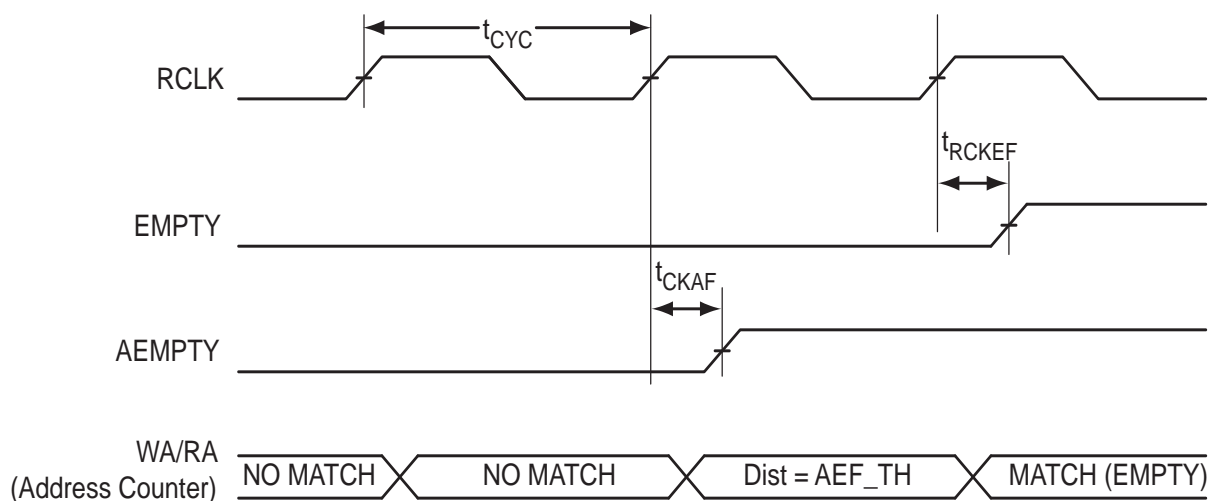 tCYC
RCLK
tRCKEF
EMPTY
tCKAF
AEMPTY
WA/RA
(Address Counter)
NO MATCH
NO MATCH
Dist = AEF_TH
MATCH (EMPTY)